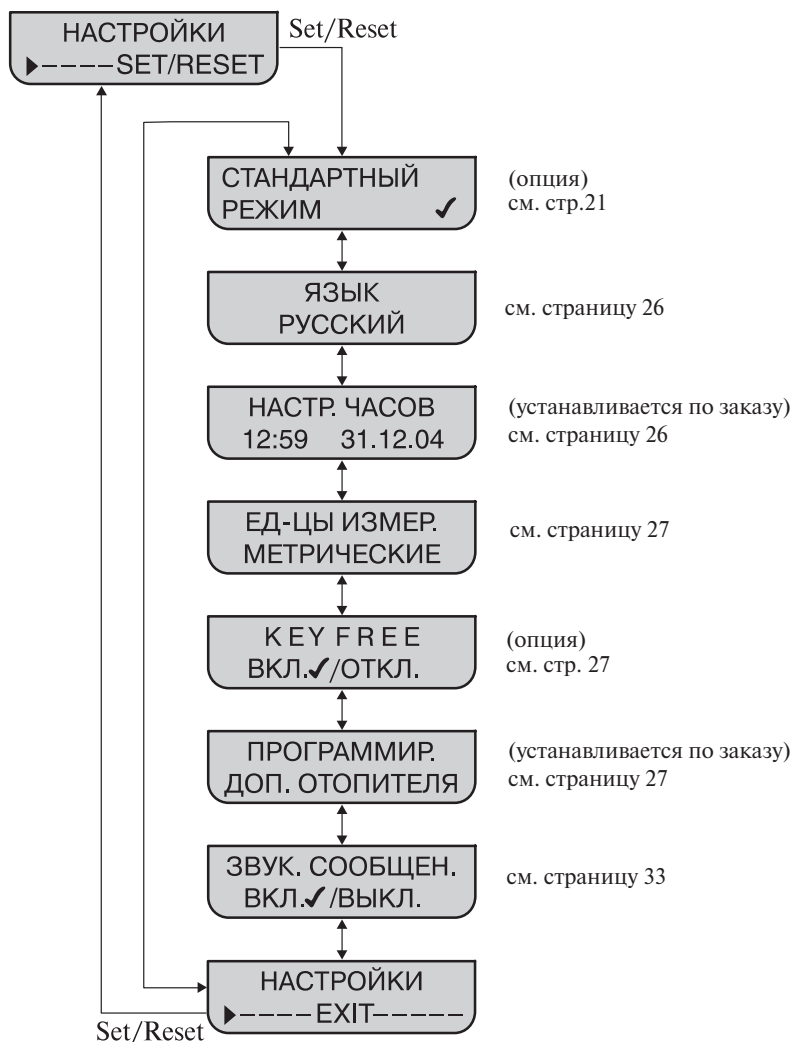 НАСТРОЙКИ
▶----SET/RESET
Set/Reset
СТАНДАРТНЫЙ
РЕЖИМ ✓
(опция)
см. стр.21
ЯЗЫК
РУССКИЙ
см. страницу 26
НАСТР. ЧАСОВ
12:59 31.12.04
(устанавливается по заказу)
см. страницу 26
ЕД-ЦЫ ИЗМЕР.
МЕТРИЧЕСКИЕ
см. страницу 27
K E Y F R E E
ВКЛ.✓/ОТКЛ.
(опция)
см. стр. 27
ПРОГРАММИР.
ДОП. ОТОПИТЕЛЯ
(устанавливается по заказу)
см. страницу 27
ЗВУК. СООБЩЕН.
ВКЛ.✓/ВЫКЛ.
см. страницу 33
НАСТРОЙКИ
▶----EXIT-----
Set/Reset